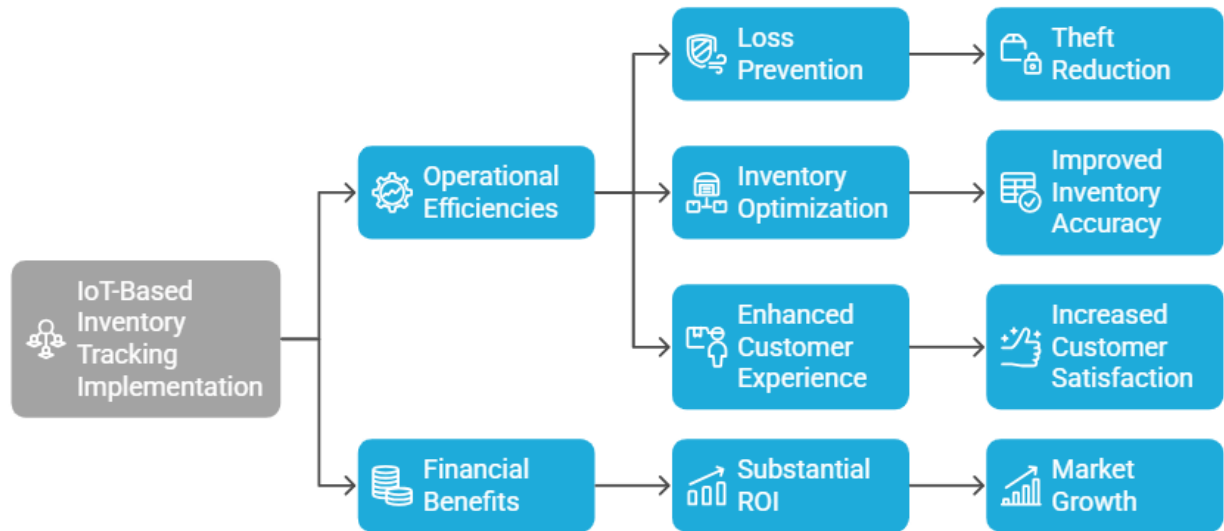 Loss
Prevention
Theft
Reduction
Operational
Efficiencies
Inventory
Optimization
Improved
Inventory
Accuracy
IoT-Based
Inventory
Tracking
Implementation
Enhanced
Customer
Experience
Increased
Customer
Satisfaction
Financial
Benefits
Substantial
ROI
Market
Growth